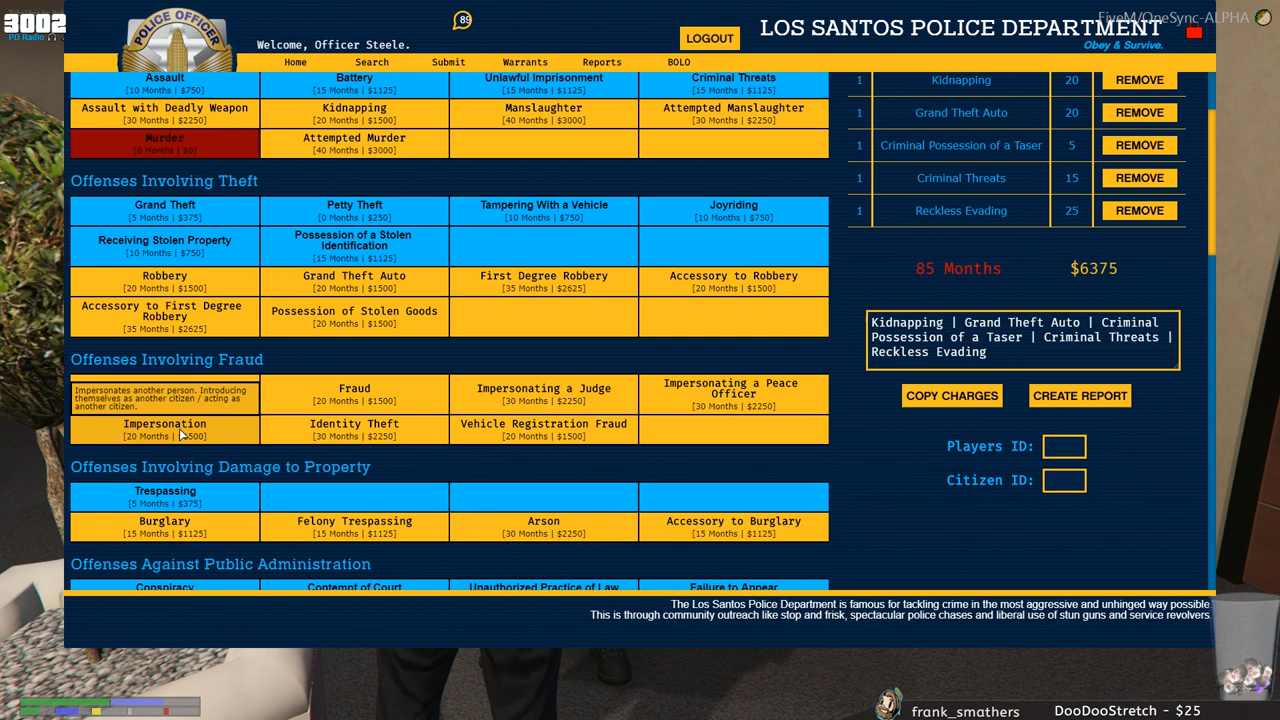 3002
PD Radio
POLICE OFFICER
89
Welcome, Officer Steele.
LOGOUT
LOS SANTOS POLICE DEPARTMENT
FiveM/OneSync-ALPHA
Obey & Survive.
Home Search Submit Warrants Reports BOLO
Assault Battery Unlawful Imprisonment Criminal Threats
[10 Months | $750] [15 Months | $1125] [15 Months | $1125] [15 Months | $1125]
Assault with Deadly Weapon Kidnapping Manslaughter Attempted Manslaughter
[30 Months | $2250] [20 Months | $1500] [40 Months | $3000] [30 Months | $2250]
Murder Attempted Murder
[0 Months | $0] [40 Months | $3000]
Offenses Involving Theft
Grand Theft Petty Theft Tampering With a Vehicle Joyriding
[5 Months | $375] [0 Months | $250] [10 Months | $750] [10 Months | $750]
Receiving Stolen Property Possession of a Stolen Identification
[10 Months | $750] [15 Months | $1125]
Robbery Grand Theft Auto First Degree Robbery Accessory to Robbery
[20 Months | $1500] [20 Months | $1500] [35 Months | $2625] [20 Months | $1500]
Accessory to First Degree Robbery Possession of Stolen Goods
[35 Months | $2625] [20 Months | $1500]
Offenses Involving Fraud
Impersonates another person. Introducing
themselves as another citizen / acting as
another citizen.
Fraud Impersonating a Judge Impersonating a Peace Officer
[20 Months | $1500] [30 Months | $2250] [30 Months | $2250]
Impersonation Identity Theft Vehicle Registration Fraud
[20 Months | 500] [30 Months | $2250] [20 Months | $1500]
Offenses Involving Damage to Property
Trespassing
[5 Months | $375]
Burglary Felony Trespassing Arson Accessory to Burglary
[15 Months | $1125] [15 Months | $1125] [30 Months | $2250] [15 Months | $1125]
Offenses Against Public Administration
Conspiracy Contempt of Court Unauthorized Practice of Law Failure to Appear
1 Kidnapping 20 REMOVE
1 Grand Theft Auto 20 REMOVE
1 Criminal Possession of a Taser 5 REMOVE
1 Criminal Threats 15 REMOVE
1 Reckless Evading 25 REMOVE
85 Months $6375
Kidnapping | Grand Theft Auto | Criminal
Possession of a Taser | Criminal Threats |
Reckless Evading
COPY CHARGES CREATE REPORT
Players ID:
Citizen ID:
The Los Santos Police Department is famous for tackling crime in the most aggressive and unhinged way possible.
This is through community outreach like stop and frisk, spectacular police chases and liberal use of stun guns and service revolvers.
frank_smathers DooDooStretch - $25